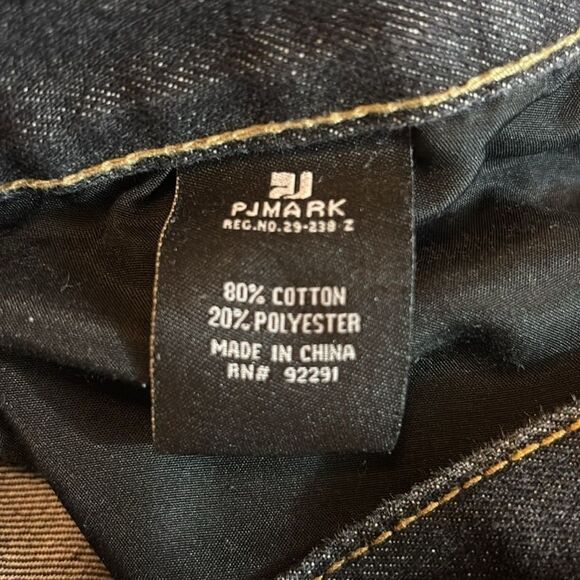 PJMARK
REG.NO.29-238 Z
80% COTTON
20% POLYESTER
MADE IN CHINA
RN# 92291